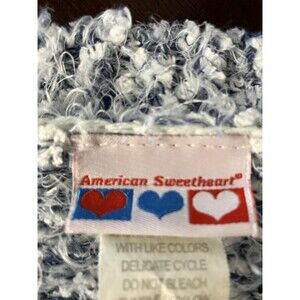 American Sweetheart®
WITH LIKE COLORS
DELICATE CYCLE
DO NOT BLEACH